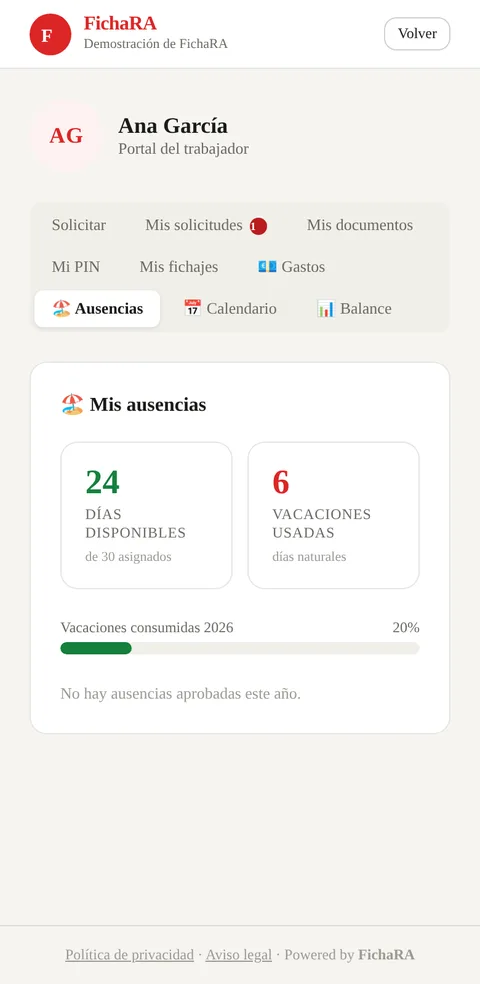 F
FichaRA
Demostración de FichaRA
Volver
AG
Ana García
Portal del trabajador
Solicitar
Mis solicitudes 1
Mis documentos
Mi PIN
Mis fichajes
💶 Gastos
🏖️ Ausencias
📅 Calendario
📊 Balance
🏖️ Mis ausencias
24
DÍAS
DISPONIBLES
de 30 asignados
6
VACACIONES
USADAS
días naturales
Vacaciones consumidas 2026
20%
No hay ausencias aprobadas este año.
Política de privacidad · Aviso legal · Powered by FichaRA